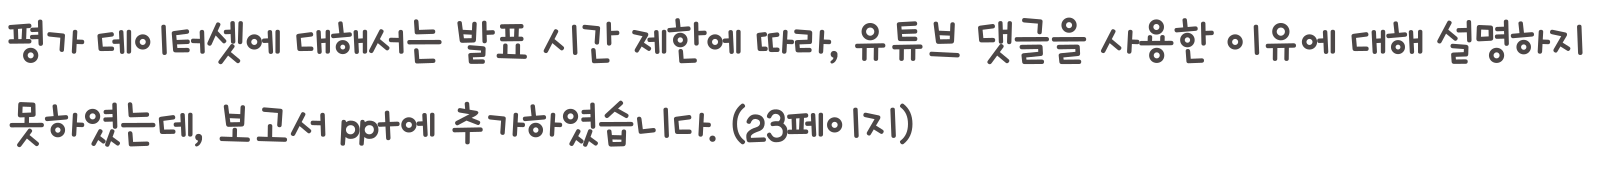 평가 데이터셋에 대해서는 발표 시간 제한에 따라, 유튜브 댓글을 사용한 이유에 대해 설명하지
못하였는데, 보고서 ppt에 추가하였습니다. (23페이지)